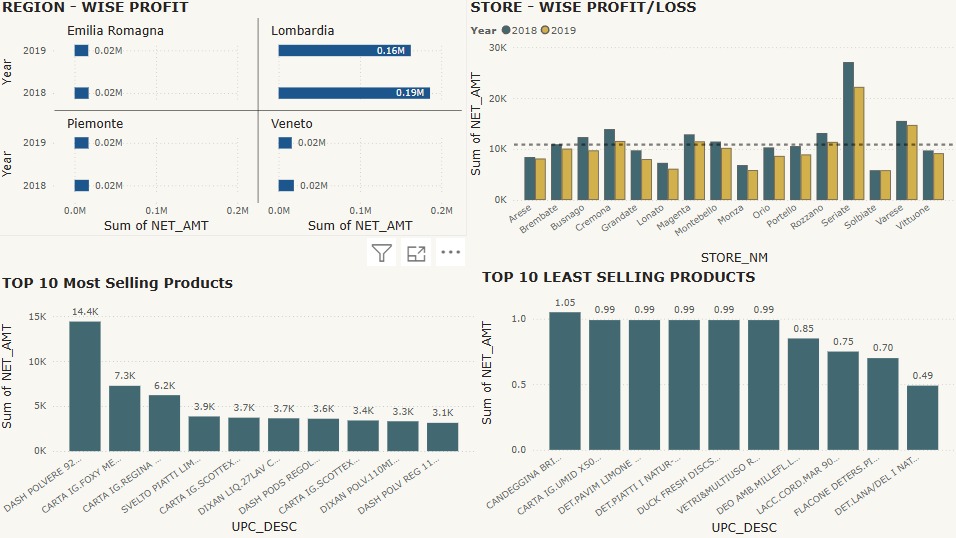 REGION - WISE PROFIT
Emilia Romagna
Lombardia
Year
2019
0.02M
0.16M
2018
0.02M
0.19M
Piemonte
Veneto
Year
2019
0.02M
0.02M
2018
0.02M
0.02M
0.0M 0.1M 0.2M
0.0M 0.1M 0.2M
Sum of NET_AMT
Sum of NET_AMT
STORE - WISE PROFIT/LOSS
Year 2018 2019
Sum of NET_AMT
30K
20K
10K
0K
Arese
Brembate
Busnago
Cremona
Grandate
Lonato
Magenta
Montebello
Monza
Orio
Portello
Rozzano
Seriate
Solbiate
Varese
Vittuone
STORE_NM
TOP 10 Most Selling Products
Sum of NET_AMT
15K
10K
5K
0K
14.4K
7.3K
6.2K
3.9K
3.7K
3.7K
3.6K
3.4K
3.3K
3.1K
DASH POLVERE 92...
CARTA IG.FOXY ME...
CARTA IG.REGINA ...
SVELTO PIATTI LIM...
CARTA IG.SCOTTEX...
DIXAN LIQ.27LAV C...
DASH PODS REGOL...
CARTA IG.SCOTTEX...
DIXAN POLV.110MI...
DASH POLV REG 11...
UPC_DESC
TOP 10 LEAST SELLING PRODUCTS
Sum of NET_AMT
1.0
0.5
0.0
1.05
0.99
0.99
0.99
0.99
0.99
0.85
0.75
0.70
0.49
CANDEGGINA BRI...
CARTA IG.UMID X50...
DET.PAVIM LIMONE ...
DET.PIATTI I NATUR-...
DUCK FRESH DISCS...
VETRI&MULTIUSO R...
DEO AMB.MILLEFI.L...
LACC.CORD.MAR 90...
FLACONE DETERS.PI...
DET.LANA/DEL I NAT...
UPC_DESC